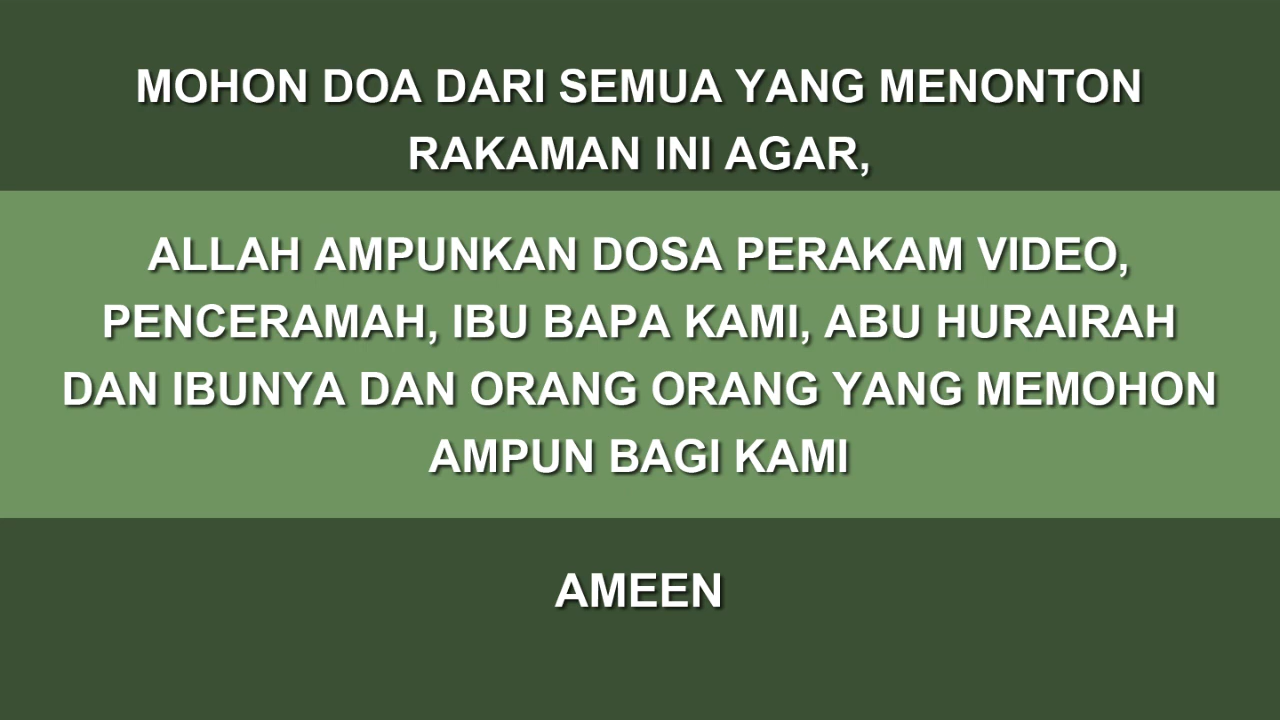 MOHON DOA DARI SEMUA YANG MENONTON
RAKAMAN INI AGAR,
ALLAH AMPUNKAN DOSA PERAKAM VIDEO,
PENCERAMAH, IBU BAPA KAMI, ABU HURAIRAH
DAN IBUNYA DAN ORANG ORANG YANG MEMOHON
AMPUN BAGI KAMI
AMEEN